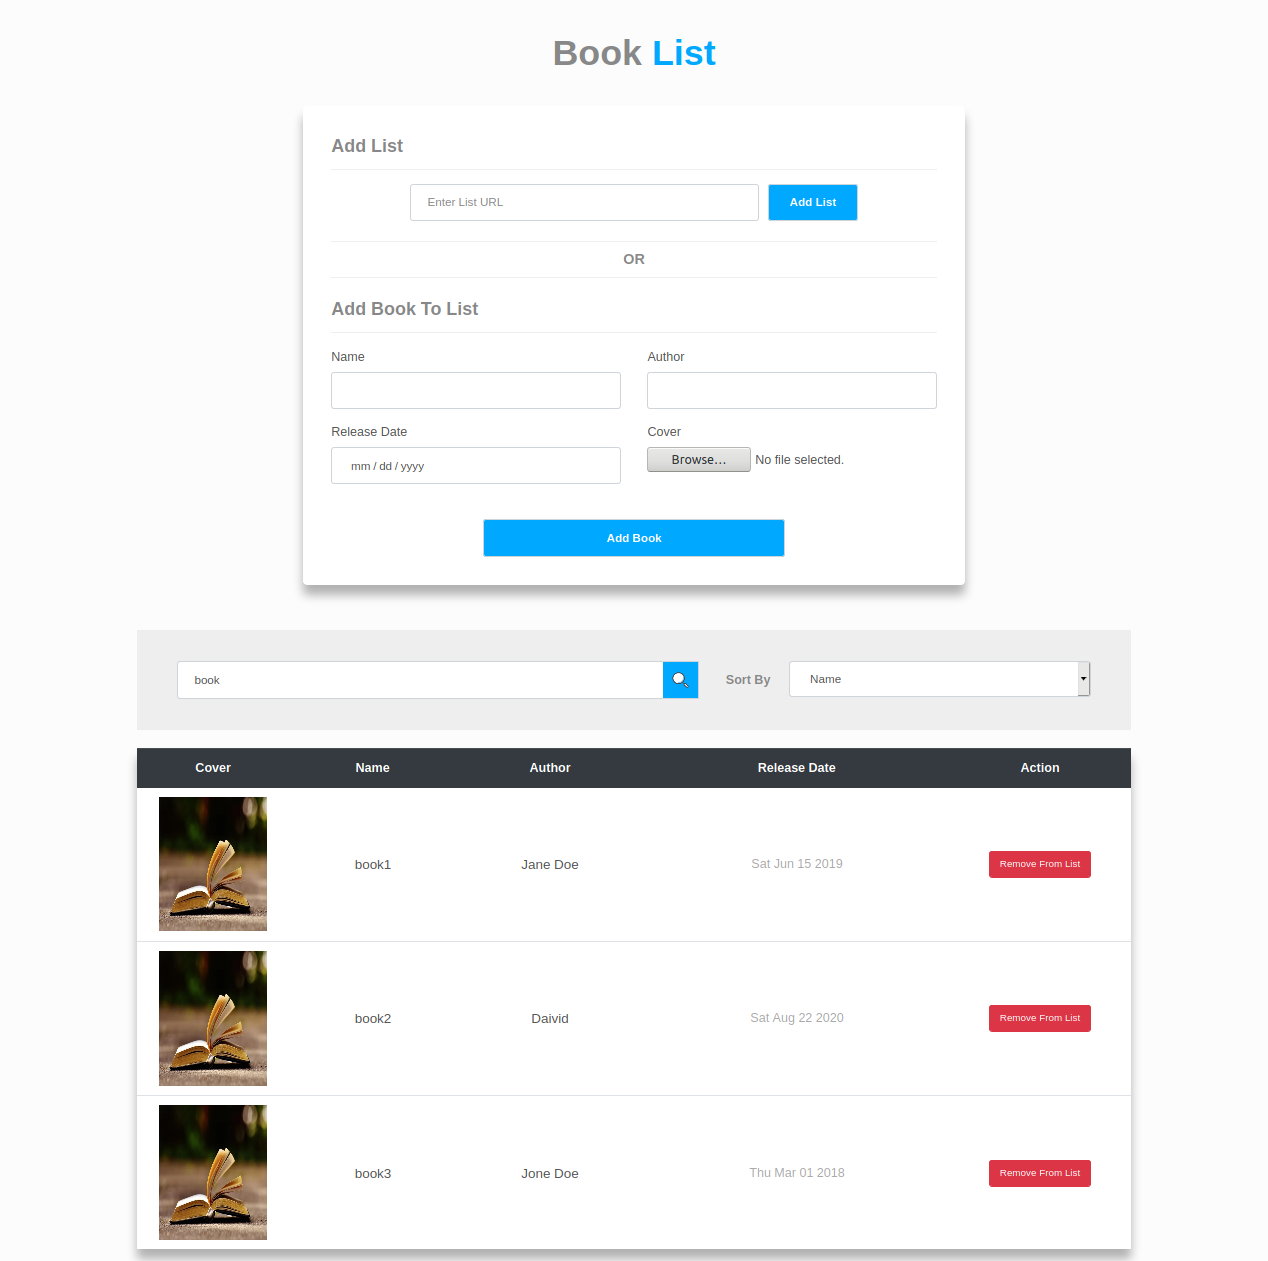 Book List
Add List
Enter List URL
Add List
OR
Add Book To List
Name
Author
Release Date
Cover
mm / dd / yyyy
Browse...
No file selected.
Add Book
book
Sort By
Name
Cover Name Author Release Date Action
book1 Jane Doe Sat Jun 15 2019 Remove From List
book2 Daivid Sat Aug 22 2020 Remove From List
book3 Jone Doe Thu Mar 01 2018 Remove From List